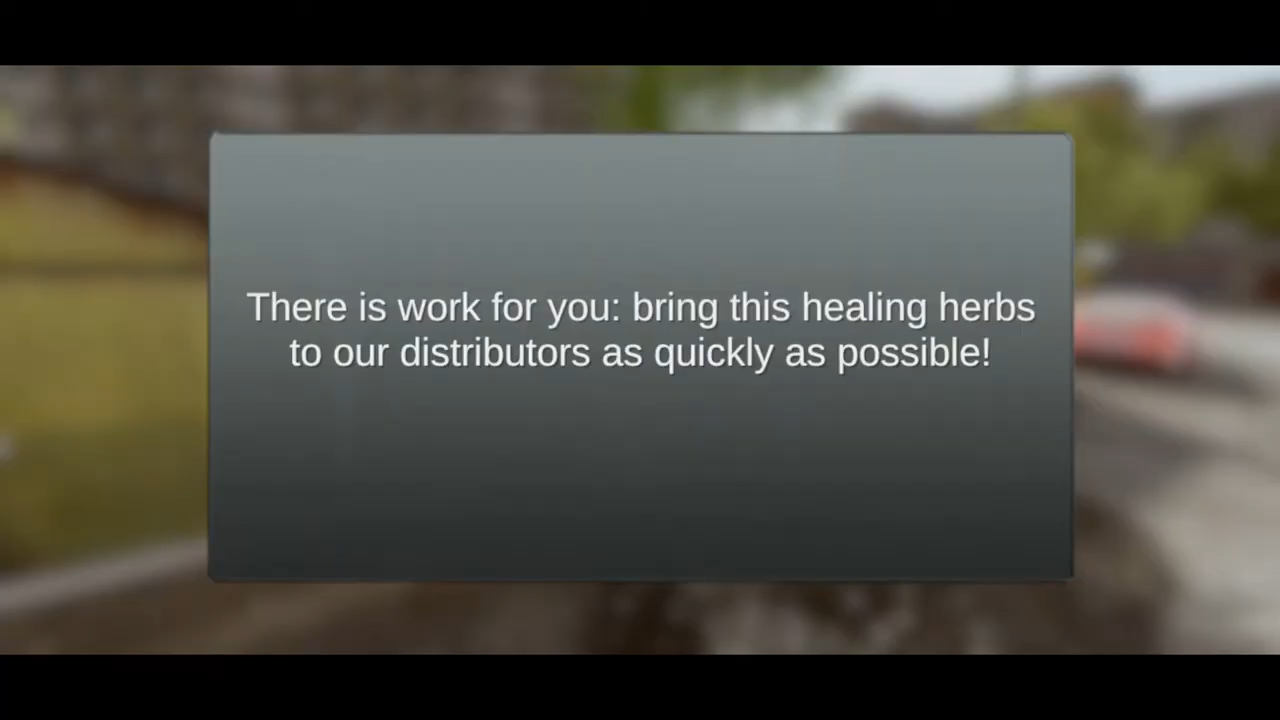 There is work for you: bring this healing herbs
to our distributors as quickly as possible!